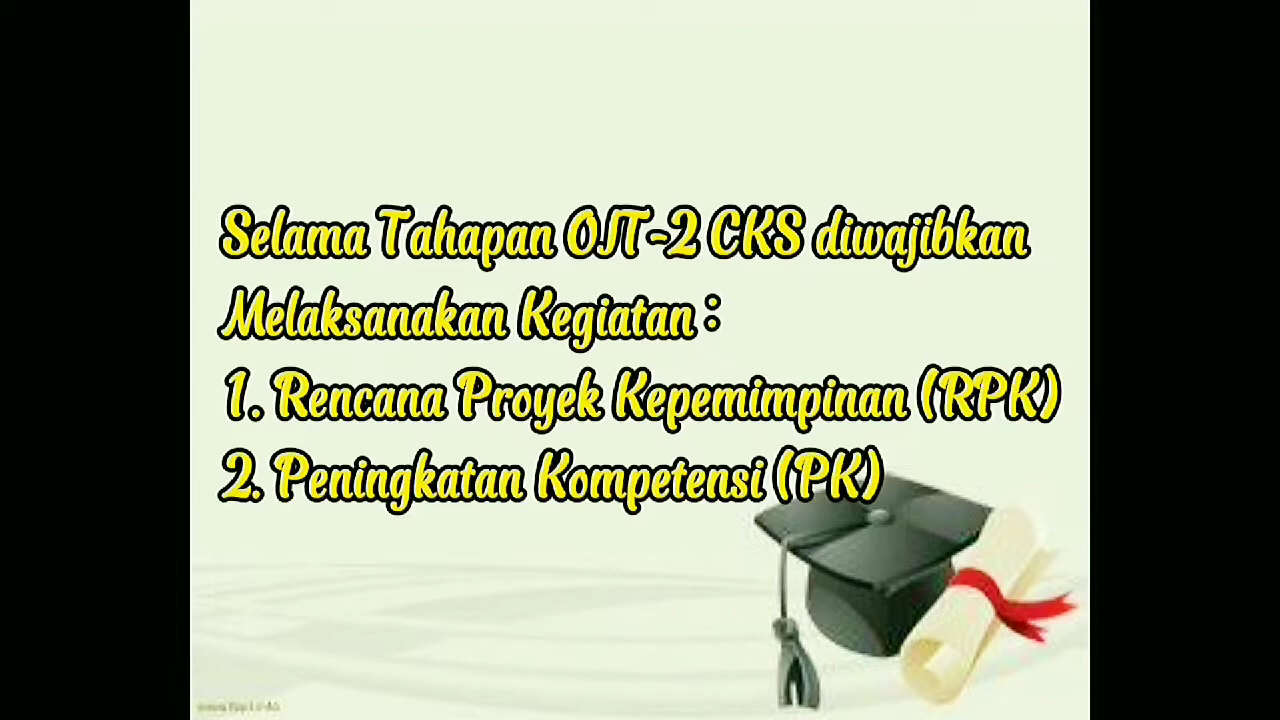 Selama Tahapan OJT-2 CKS diwajibkan
Melaksanakan Kegiatan :
1. Rencana Proyek Kepemimpinan (RPK)
2. Peningkatan Kompetensi (PK)